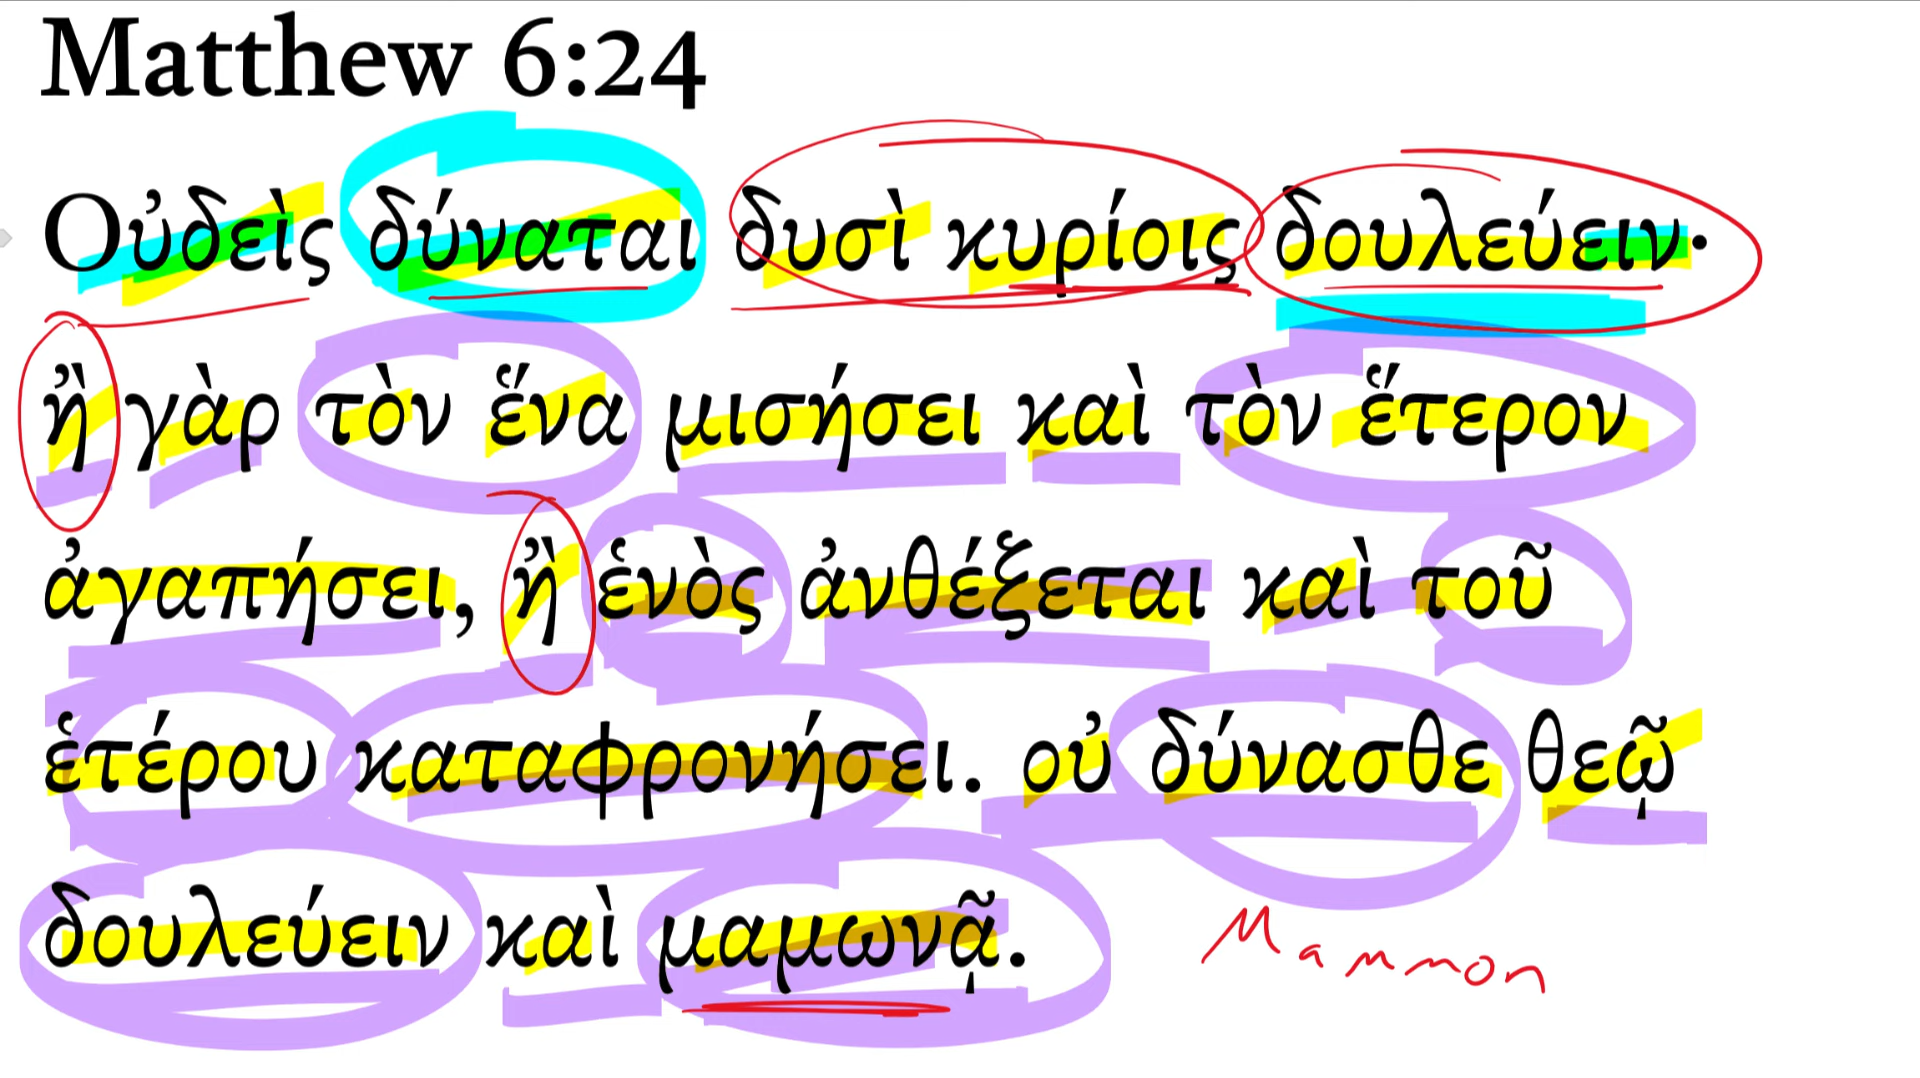 Matthew 6:24
Οὐδεὶς δύναται δυσὶ κυρίοις δουλεύειν·
ἢ γὰρ τὸν ἕνα μισήσει καὶ τὸν ἕτερον
ἀγαπήσει, ἢ ἑνὸς ἀνθέξεται καὶ τοῦ
ἑτέρου καταφρονήσει. οὐ δύνασθε θεῷ
δουλεύειν καὶ μαμωνᾷ.
Mammon